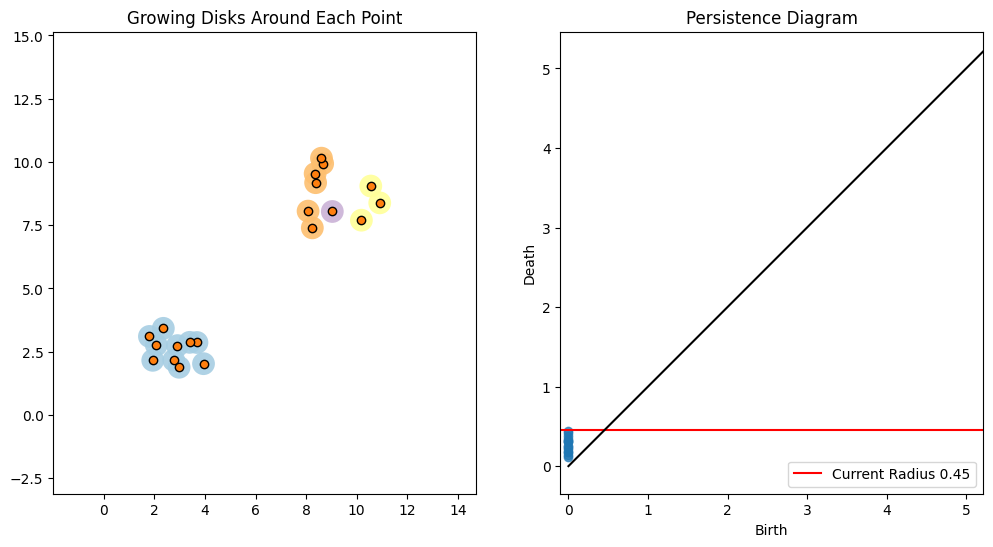 Growing Disks Around Each Point
15.0
12.5
10.0
7.5
5.0
2.5
0.0
−2.5
0 2 4 6 8 10 12 14
Persistence Diagram
Death
5
4
3
2
1
0
Current Radius 0.45
0 1 2 3 4 5
Birth